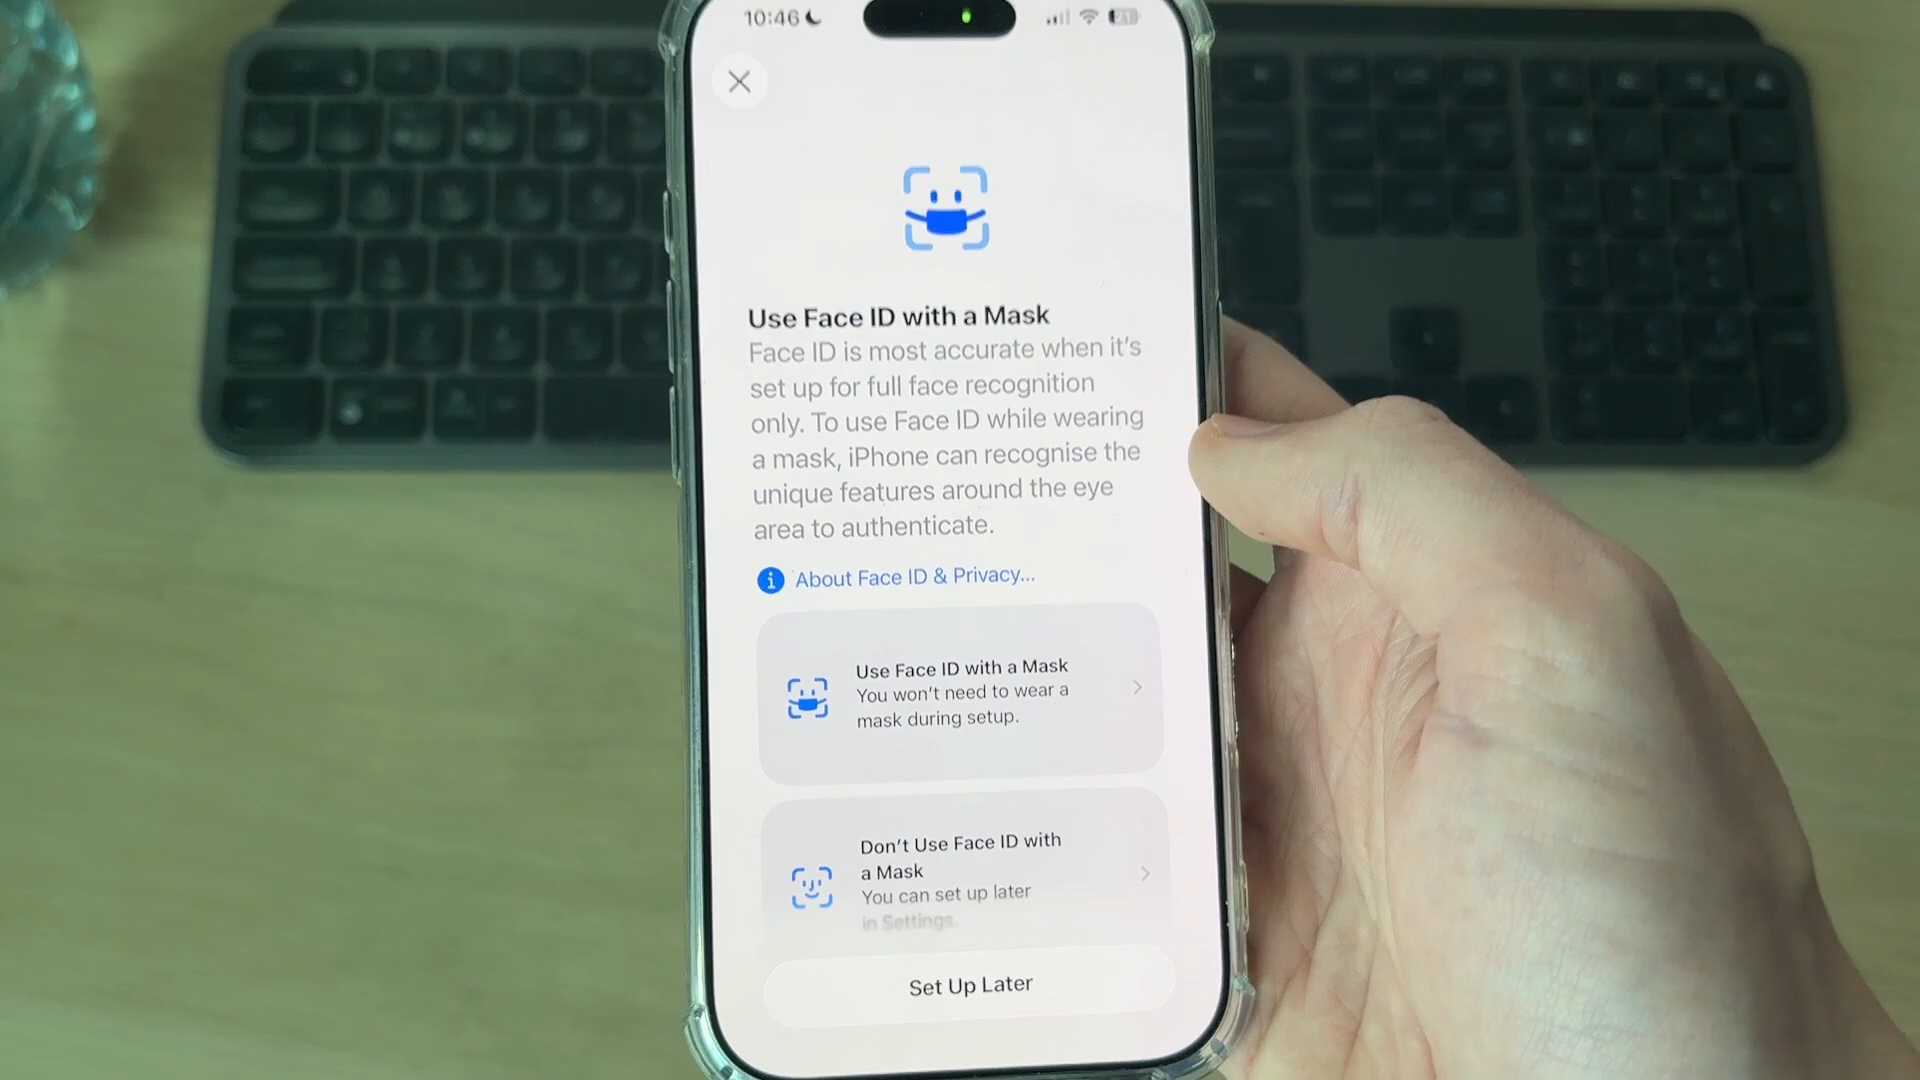 10:46
21
Use Face ID with a Mask
Face ID is most accurate when it's
set up for full face recognition
only. To use Face ID while wearing
a mask, iPhone can recognise the
unique features around the eye
area to authenticate.
About Face ID & Privacy...
Use Face ID with a Mask
You won't need to wear a
mask during setup.
Don't Use Face ID with
a Mask
You can set up later
in Settings.
Set Up Later